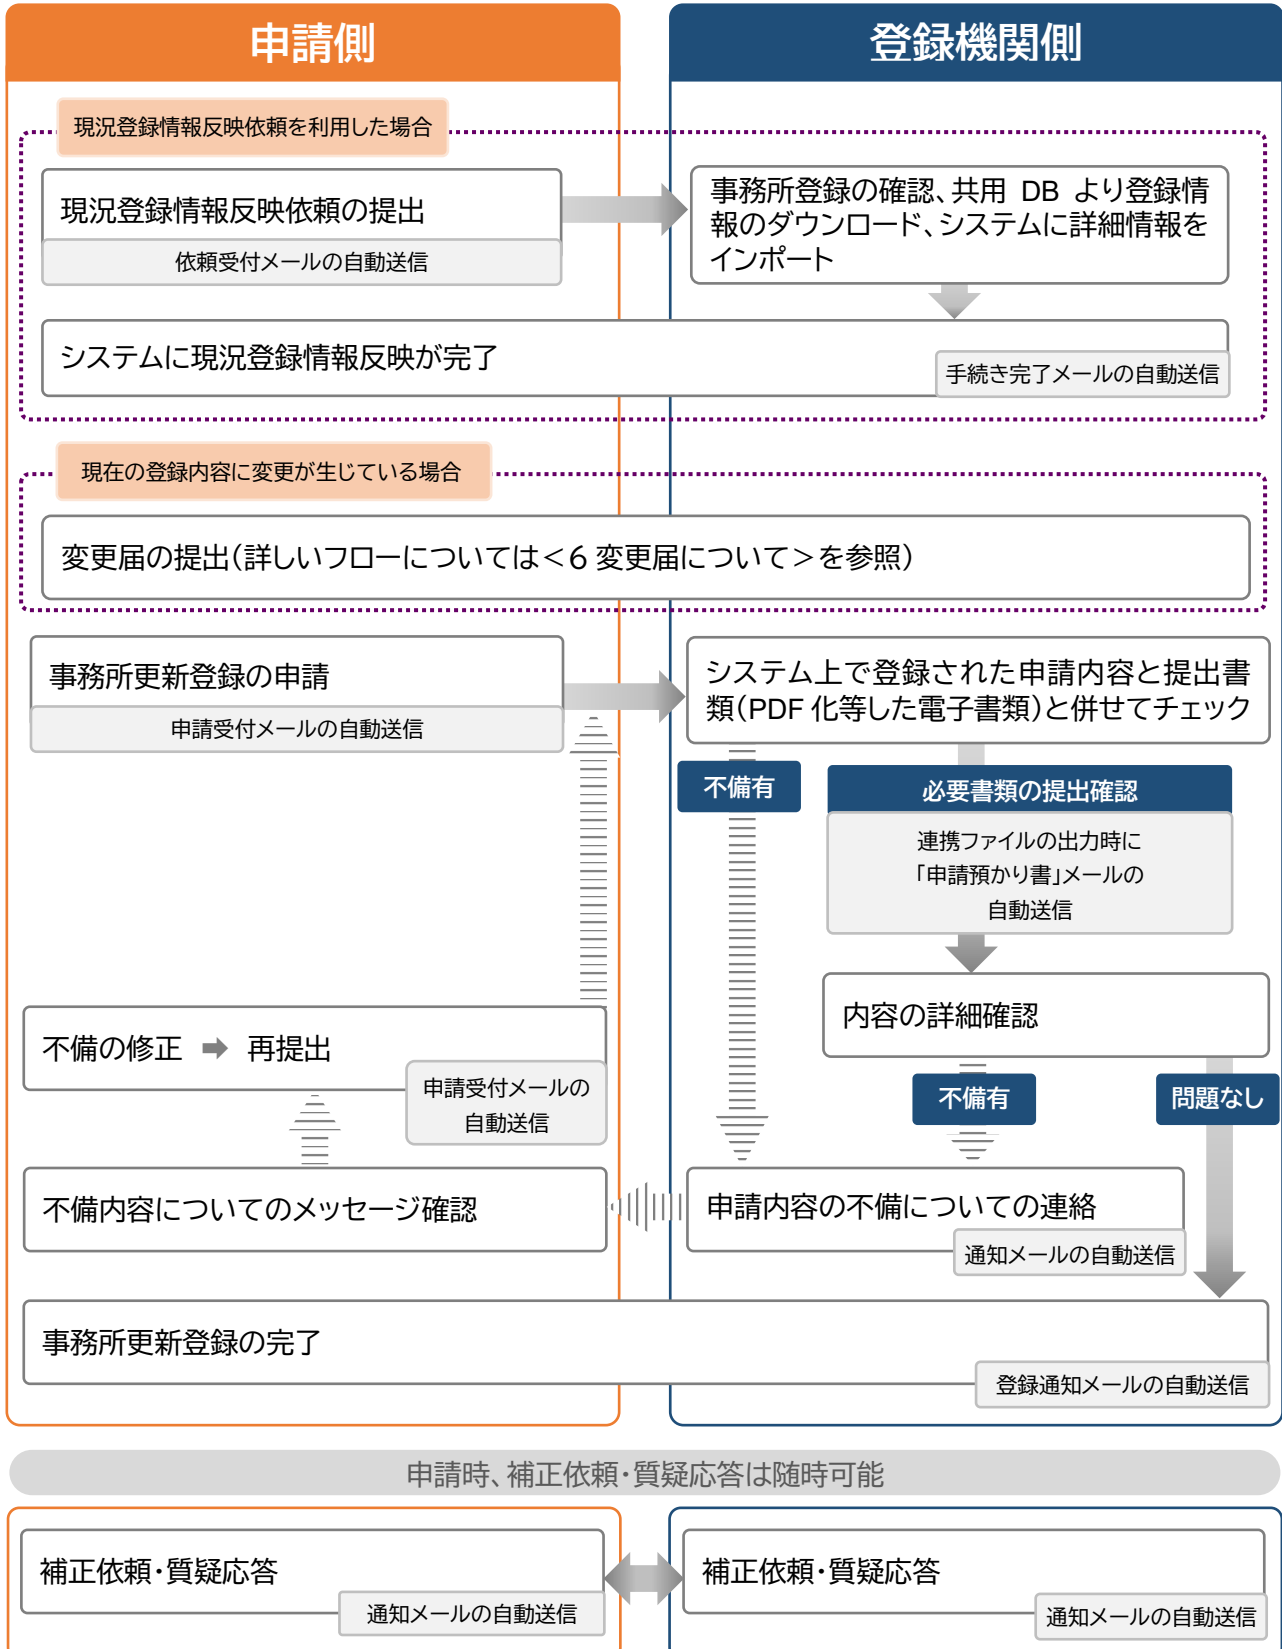 申請側
登録機関側
現況登録情報反映依頼を利用した場合
現況登録情報反映依頼の提出
依頼受付メールの自動送信
事務所登録の確認、共用 DB より登録情
報のダウンロード、システムに詳細情報を
インポート
システムに現況登録情報反映が完了
手続き完了メールの自動送信
現在の登録内容に変更が生じている場合
変更届の提出(詳しいフローについては<6 変更届について>を参照)
事務所更新登録の申請
申請受付メールの自動送信
システム上で登録された申請内容と提出書
類(PDF 化等した電子書類)と併せてチェック
不備有
必要書類の提出確認
連携ファイルの出力時に
「申請預かり書」メールの
自動送信
内容の詳細確認
不備の修正 ➡ 再提出
申請受付メールの
自動送信
不備有
問題なし
不備内容についてのメッセージ確認
申請内容の不備についての連絡
通知メールの自動送信
事務所更新登録の完了
登録通知メールの自動送信
申請時、補正依頼・質疑応答は随時可能
補正依頼・質疑応答
通知メールの自動送信
補正依頼・質疑応答
通知メールの自動送信